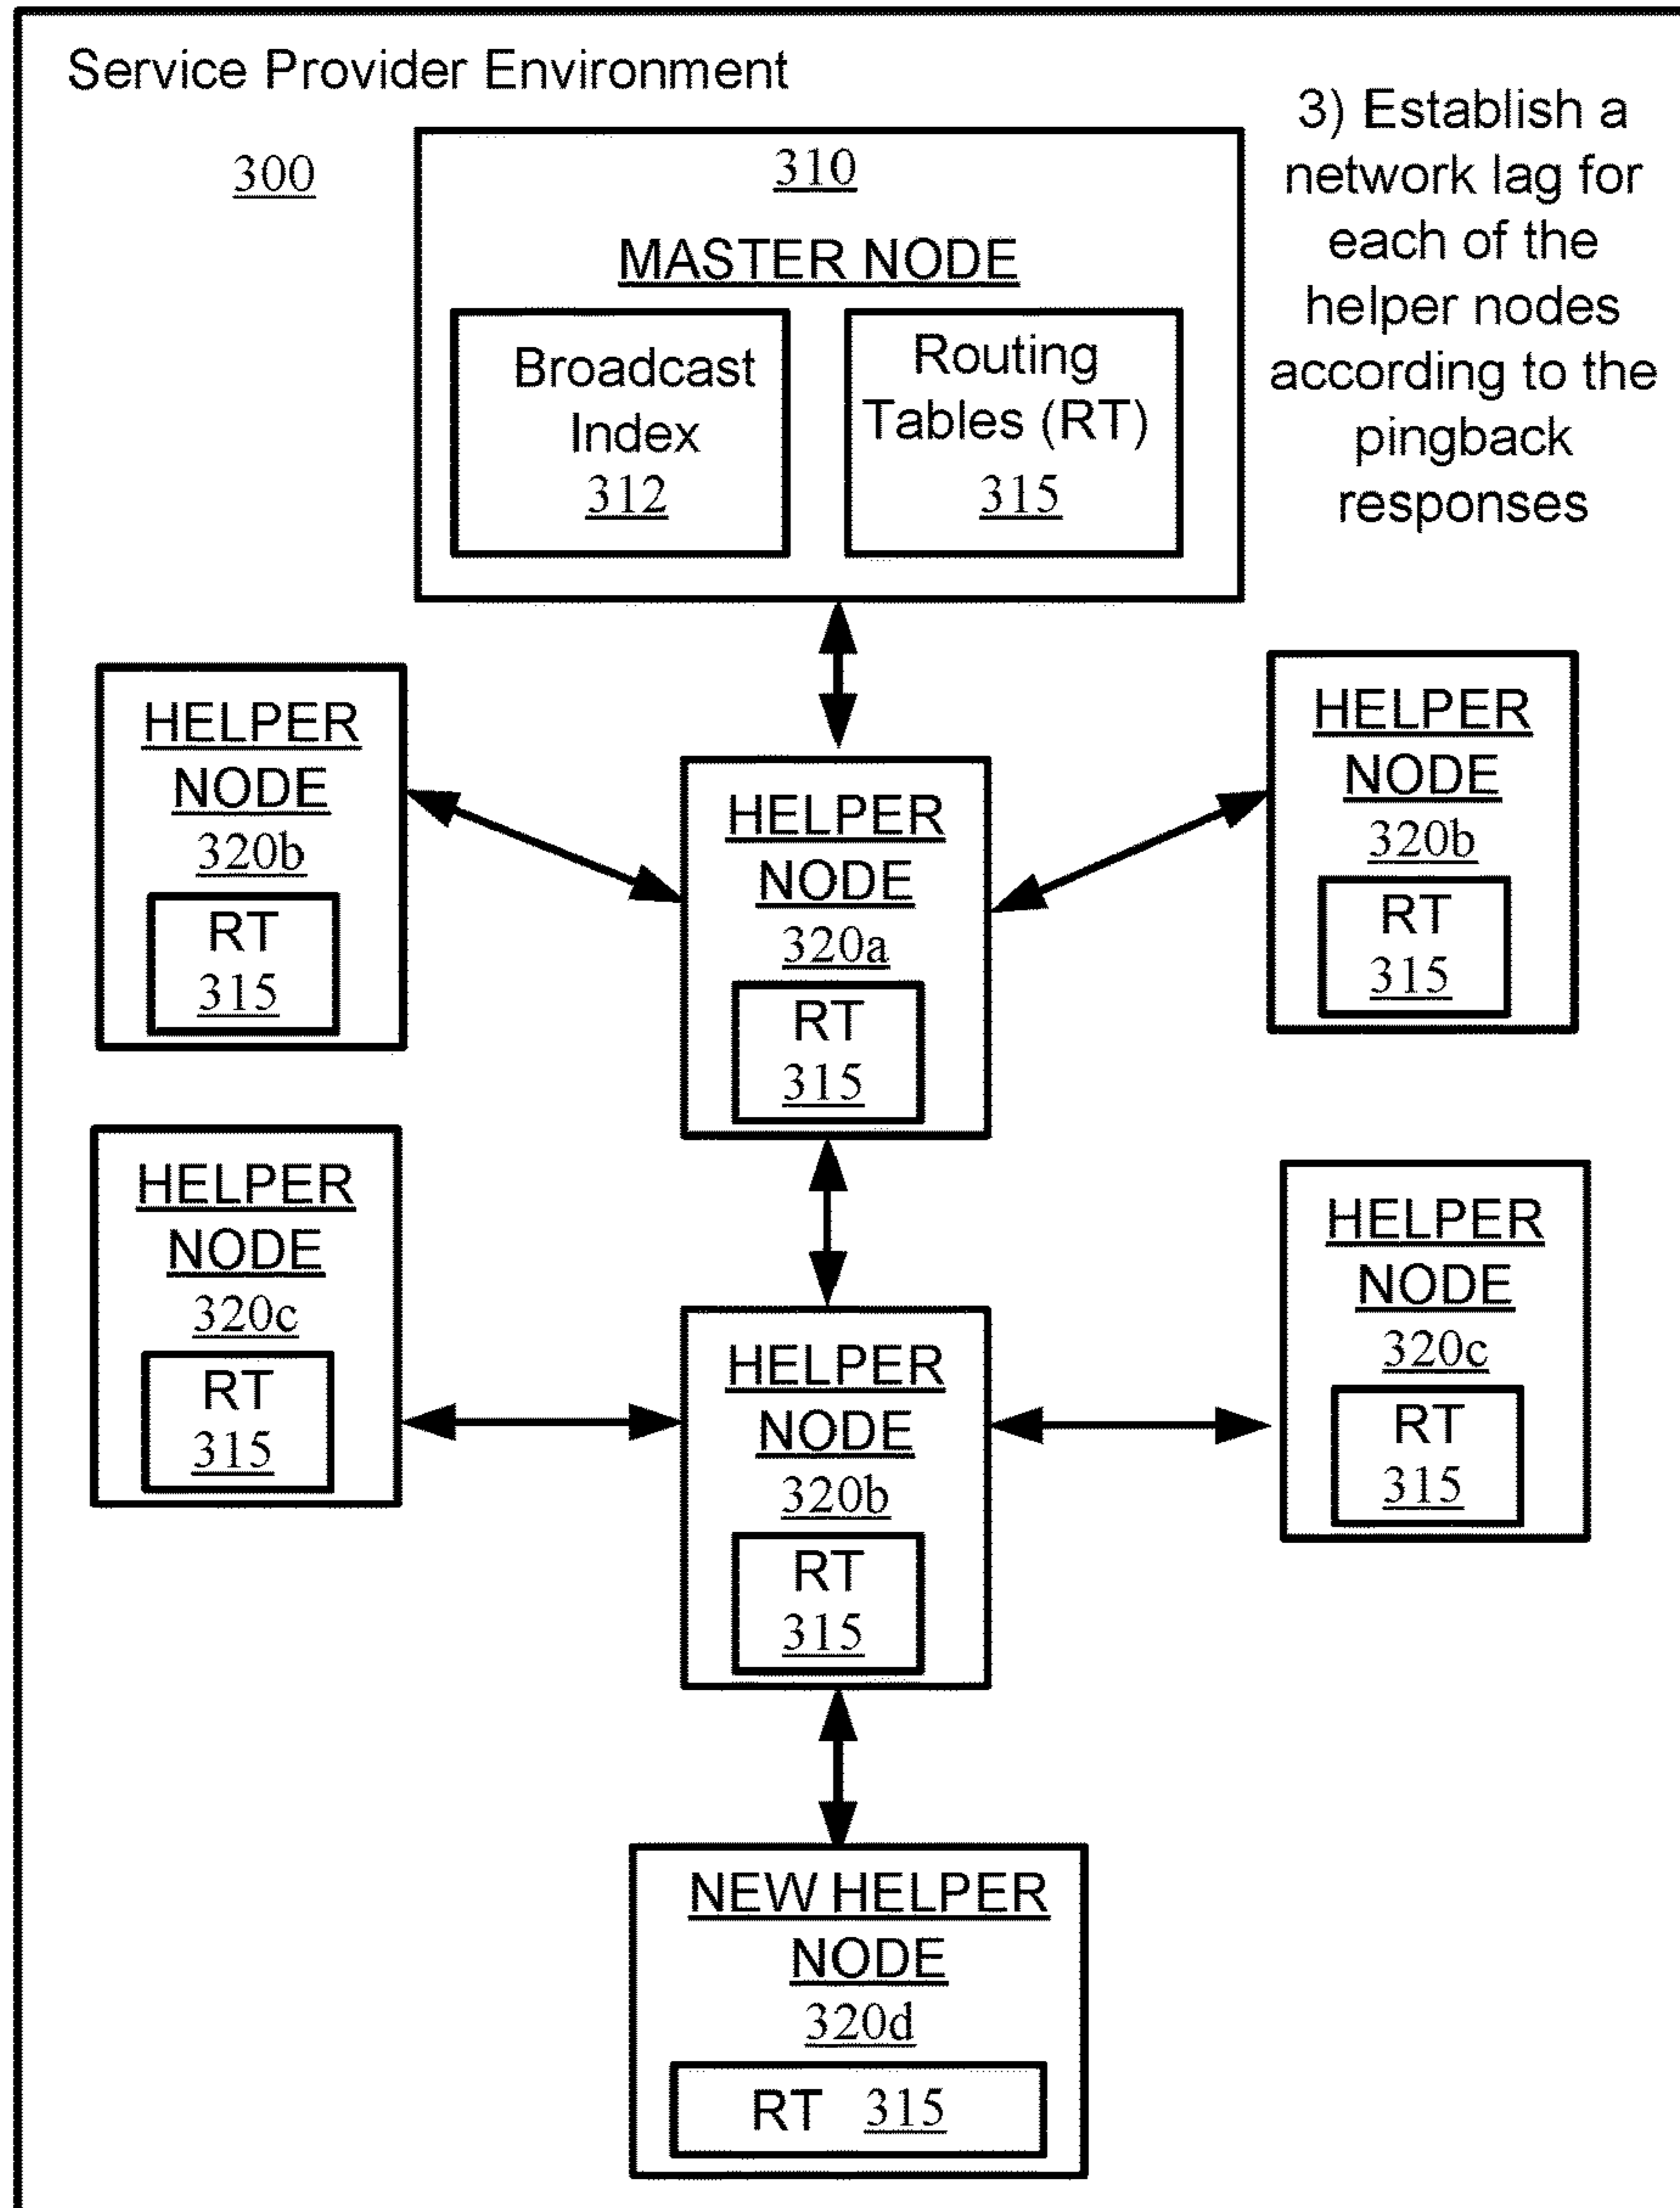 Service Provider Environment
300
3) Establish a
network lag for
each of the
helper nodes
according to the
pingback
responses
310
MASTER NODE
Broadcast
Index
312
Routing
Tables (RT)
315
HELPER
NODE
320b
RT
315
HELPER
NODE
320a
RT
315
HELPER
NODE
320b
RT
315
HELPER
NODE
320c
RT
315
HELPER
NODE
320b
RT
315
HELPER
NODE
320c
RT
315
NEW HELPER
NODE
320d
RT 315